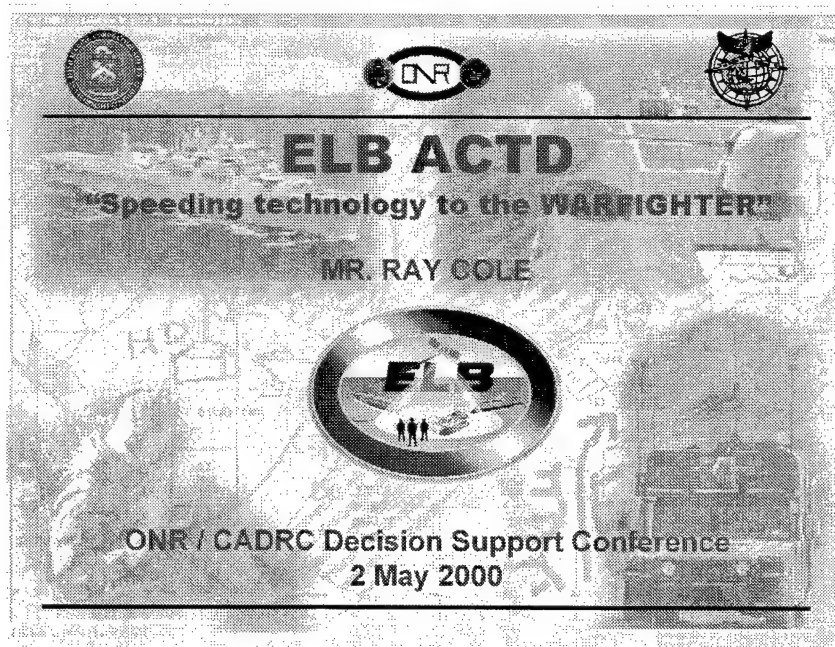 ONR
ELB ACTD
"Speeding technology to the WARFIGHTER"
MR. RAY COLE
ELB
ONR / CADRC Decision Support Conference
2 May 2000